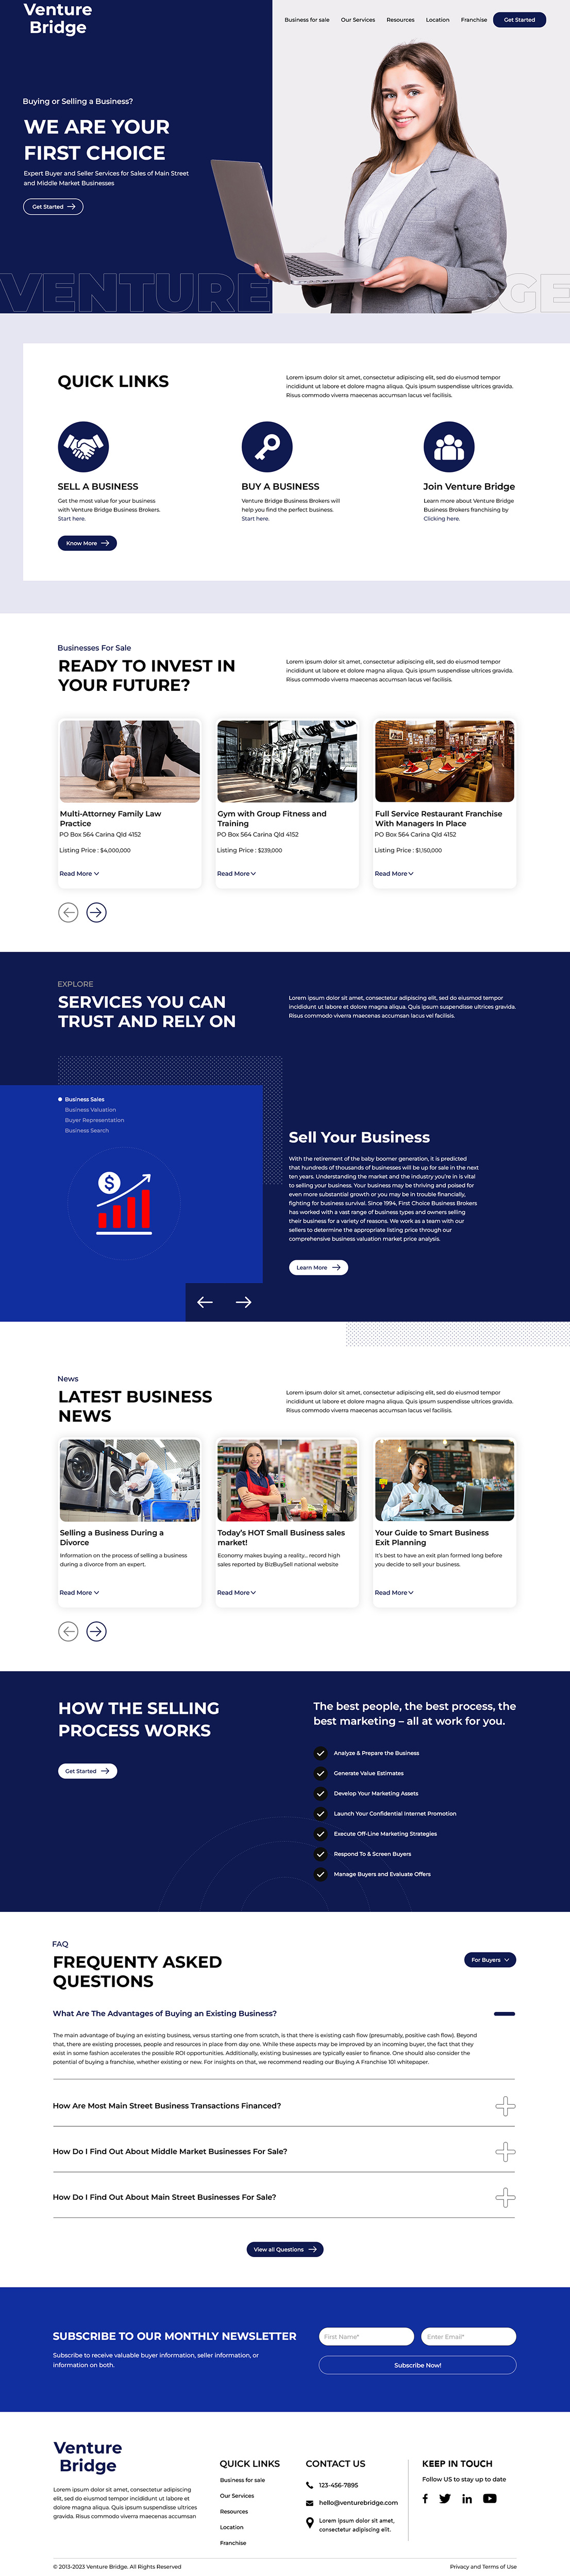 Venture
Bridge
Business for sale
Our Services
Resources
Location
Franchise
Get Started
Buying or Selling a Business?
WE ARE YOUR
FIRST CHOICE
Expert Buyer and Seller Services for Sales of Main Street
and Middle Market Businesses
Get Started
VENTURE
GE
QUICK LINKS
Lorem ipsum dolor sit amet, consectetur adipiscing elit, sed do eiusmod tempor
incididunt ut labore et dolore magna aliqua. Quis ipsum suspendisse ultrices gravida.
Risus commodo viverra maecenas accumsan lacus vel facilisis.
SELL A BUSINESS
Get the most value for your business
with Venture Bridge Business Brokers.
Start here.
Know More
BUY A BUSINESS
Venture Bridge Business Brokers will
help you find the perfect business.
Start here.
Join Venture Bridge
Learn more about Venture Bridge
Business Brokers franchising by
Clicking here.
Businesses For Sale
READY TO INVEST IN
YOUR FUTURE?
Lorem ipsum dolor sit amet, consectetur adipiscing elit, sed do eiusmod tempor
incididunt ut labore et dolore magna aliqua. Quis ipsum suspendisse ultrices gravida.
Risus commodo viverra maecenas accumsan lacus vel facilisis.
Multi-Attorney Family Law
Practice
PO Box 564 Carina Qld 4152
Listing Price : $4,000,000
Read More
Gym with Group Fitness and
Training
PO Box 564 Carina Qld 4152
Listing Price : $239,000
Read More
Full Service Restaurant Franchise
With Managers In Place
PO Box 564 Carina Qld 4152
Listing Price : $1,150,000
Read More
EXPLORE
SERVICES YOU CAN
TRUST AND RELY ON
Lorem ipsum dolor sit amet, consectetur adipiscing elit, sed do eiusmod tempor
incididunt ut labore et dolore magna aliqua. Quis ipsum suspendisse ultrices gravida.
Risus commodo viverra maecenas accumsan lacus vel facilisis.
Business Sales
Business Valuation
Buyer Representation
Business Search
$
Sell Your Business
With the retirement of the baby boomer generation, it is predicted
that hundreds of thousands of businesses will be up for sale in the next
ten years. Understanding the market and the industry you're in is vital
to selling your business. Your business may be thriving and poised for
even more substantial growth or you may be in trouble financially,
fighting for business survival. Since 1994, First Choice Business Brokers
has worked with a vast range of business types and owners selling
their business for a variety of reasons. We work as a team with our
sellers to determine the appropriate listing price through our
comprehensive business valuation market price analysis.
Learn More
News
LATEST BUSINESS
NEWS
Lorem ipsum dolor sit amet, consectetur adipiscing elit, sed do eiusmod tempor
incididunt ut labore et dolore magna aliqua. Quis ipsum suspendisse ultrices gravida.
Risus commodo viverra maecenas accumsan lacus vel facilisis.
Selling a Business During a
Divorce
Information on the process of selling a business
during a divorce from an expert.
Read More
Today's HOT Small Business sales
market!
Economy makes buying a reality... record high
sales reported by BizBuySell national website
Read More
Your Guide to Smart Business
Exit Planning
It's best to have an exit plan formed long before
you decide to sell your business.
Read More
HOW THE SELLING
PROCESS WORKS
Get Started
The best people, the best process, the
best marketing – all at work for you.
Analyze & Prepare the Business
Generate Value Estimates
Develop Your Marketing Assets
Launch Your Confidential Internet Promotion
Execute Off-Line Marketing Strategies
Respond To & Screen Buyers
Manage Buyers and Evaluate Offers
FAQ
FREQUENTY ASKED
QUESTIONS
For Buyers
What Are The Advantages of Buying an Existing Business?
The main advantage of buying an existing business, versus starting one from scratch, is that there is existing cash flow (presumably, positive cash flow). Beyond
that, there are existing processes, people and resources in place from day one. While these aspects may be improved by an incoming buyer, the fact that they
exist in some fashion accelerates the possible ROI opportunities. Additionally, existing businesses are typically easier to finance. One should also consider the
potential of buying a franchise, whether existing or new. For insights on that, we recommend reading our Buying A Franchise 101 whitepaper.
How Are Most Main Street Business Transactions Financed?
How Do I Find Out About Middle Market Businesses For Sale?
How Do I Find Out About Main Street Businesses For Sale?
View all Questions
SUBSCRIBE TO OUR MONTHLY NEWSLETTER
Subscribe to receive valuable buyer information, seller information, or
information on both.
First Name*
Enter Email*
Subscribe Now!
Venture
Bridge
Lorem ipsum dolor sit amet, consectetur adipiscing
elit, sed do eiusmod tempor incididunt ut labore et
dolore magna aliqua. Quis ipsum suspendisse ultrices
gravida. Risus commodo viverra maecenas accumsan
QUICK LINKS
Business for sale
Our Services
Resources
Location
Franchise
CONTACT US
123-456-7895
hello@venturebridge.com
Lorem ipsum dolor sit amet,
consectetur adipiscing elit.
KEEP IN TOUCH
Follow US to stay up to date
© 2013-2023 Venture Bridge. All Rights Reserved
Privacy and Terms of Use